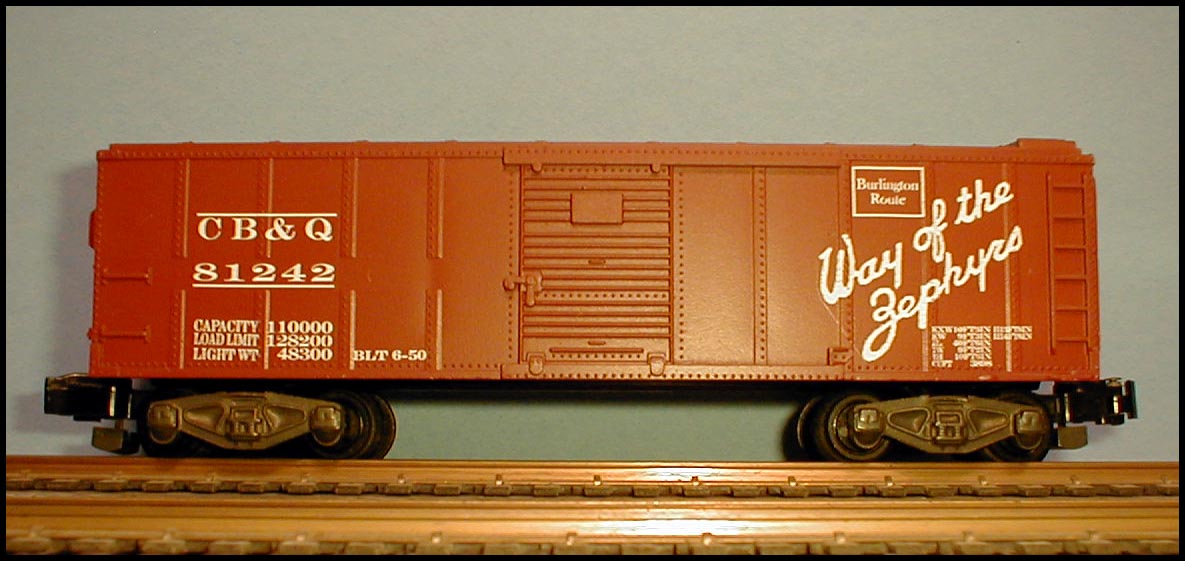 CB&Q
81242
CAPACITY 110000
LOAD LIMIT 128200
LIGHT WT 48300
BLT 6-50
Burlington
Route
Way of the
Zephyrs